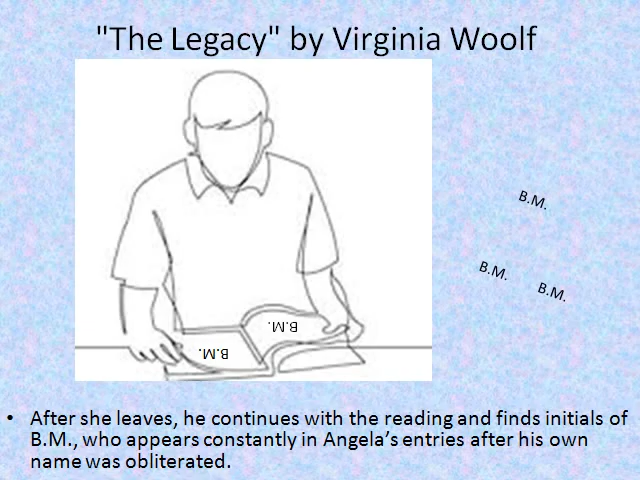 "The Legacy" by Virginia Woolf
B.M.
B.M.
B.M.
B.M.
B.M.
• After she leaves, he continues with the reading and finds initials of
B.M., who appears constantly in Angela’s entries after his own
name was obliterated.